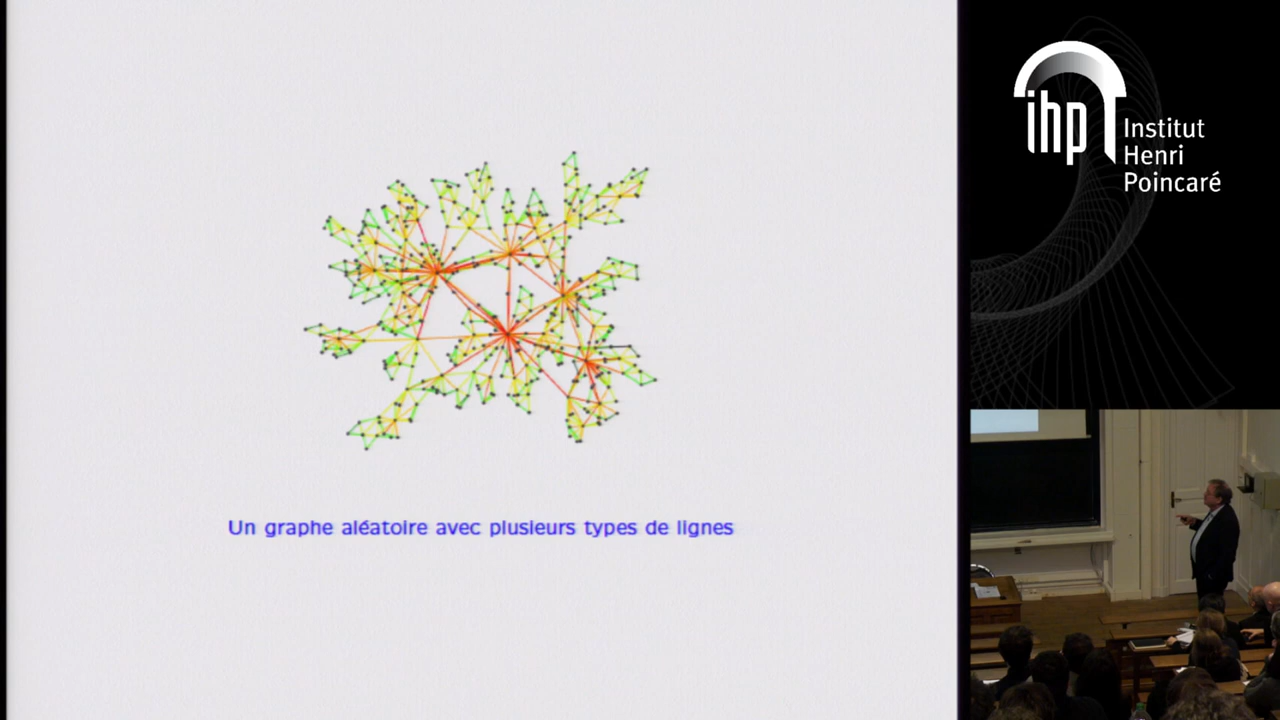 Un graphe aléatoire avec plusieurs types de lignes
ihp
Institut
Henri
Poincaré